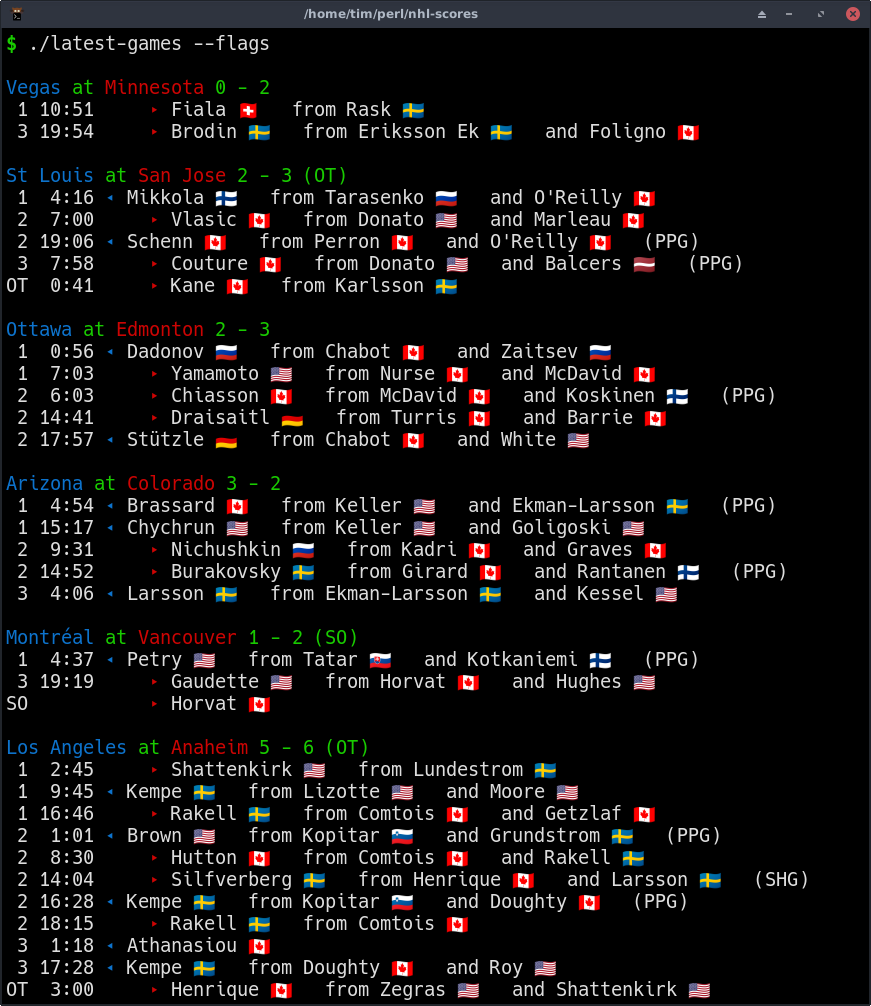 /home/tim/perl/nhl-scores
$ ./latest-games --flags
Vegas at Minnesota 0 - 2
1 10:51 ‣ Fiala 🇨🇭 from Rask 🇸🇪
3 19:54 ‣ Brodin 🇸🇪 from Eriksson Ek 🇸🇪 and Foligno 🇨🇦
St Louis at San Jose 2 - 3 (OT)
1 4:16 ◂ Mikkola 🇫🇮 from Tarasenko 🇷🇺 and O'Reilly 🇨🇦
2 7:00 ‣ Vlasic 🇨🇦 from Donato 🇺🇸 and Marleau 🇨🇦
2 19:06 ◂ Schenn 🇨🇦 from Perron 🇨🇦 and O'Reilly 🇨🇦 (PPG)
3 7:58 ‣ Couture 🇨🇦 from Donato 🇺🇸 and Balcers 🇱🇻 (PPG)
OT 0:41 ‣ Kane 🇨🇦 from Karlsson 🇸🇪
Ottawa at Edmonton 2 - 3
1 0:56 ◂ Dadonov 🇷🇺 from Chabot 🇨🇦 and Zaitsev 🇷🇺
1 7:03 ‣ Yamamoto 🇺🇸 from Nurse 🇨🇦 and McDavid 🇨🇦
2 6:03 ‣ Chiasson 🇨🇦 from McDavid 🇨🇦 and Koskinen 🇫🇮 (PPG)
2 14:41 ‣ Draisaitl 🇩🇪 from Turris 🇨🇦 and Barrie 🇨🇦
2 17:57 ◂ Stützle 🇩🇪 from Chabot 🇨🇦 and White 🇺🇸
Arizona at Colorado 3 - 2
1 4:54 ◂ Brassard 🇨🇦 from Keller 🇺🇸 and Ekman-Larsson 🇸🇪 (PPG)
1 15:17 ◂ Chychrun 🇺🇸 from Keller 🇺🇸 and Goligoski 🇺🇸
2 9:31 ‣ Nichushkin 🇷🇺 from Kadri 🇨🇦 and Graves 🇨🇦
2 14:52 ‣ Burakovsky 🇸🇪 from Girard 🇨🇦 and Rantanen 🇫🇮 (PPG)
3 4:06 ◂ Larsson 🇸🇪 from Ekman-Larsson 🇸🇪 and Kessel 🇺🇸
Montréal at Vancouver 1 - 2 (SO)
1 4:37 ◂ Petry 🇺🇸 from Tatar 🇸🇰 and Kotkaniemi 🇫🇮 (PPG)
3 19:19 ‣ Gaudette 🇺🇸 from Horvat 🇨🇦 and Hughes 🇺🇸
SO ‣ Horvat 🇨🇦
Los Angeles at Anaheim 5 - 6 (OT)
1 2:45 ‣ Shattenkirk 🇺🇸 from Lundestrom 🇸🇪
1 9:45 ◂ Kempe 🇸🇪 from Lizotte 🇺🇸 and Moore 🇺🇸
1 16:46 ‣ Rakell 🇸🇪 from Comtois 🇨🇦 and Getzlaf 🇨🇦
2 1:01 ◂ Brown 🇺🇸 from Kopitar 🇸🇮 and Grundstrom 🇸🇪 (PPG)
2 8:30 ‣ Hutton 🇨🇦 from Comtois 🇨🇦 and Rakell 🇸🇪
2 14:04 ‣ Silfverberg 🇸🇪 from Henrique 🇨🇦 and Larsson 🇸🇪 (SHG)
2 16:28 ◂ Kempe 🇸🇪 from Kopitar 🇸🇮 and Doughty 🇨🇦 (PPG)
2 18:15 ‣ Rakell 🇸🇪 from Comtois 🇨🇦
3 1:18 ◂ Athanasiou 🇨🇦
3 17:28 ◂ Kempe 🇸🇪 from Doughty 🇨🇦 and Roy 🇺🇸
OT 3:00 ‣ Henrique 🇨🇦 from Zegras 🇺🇸 and Shattenkirk 🇺🇸